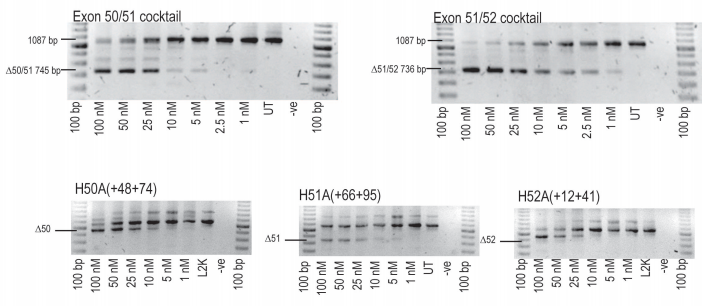 Exon 50/51 cocktail
1087 bp
Δ50/51 745 bp
100 bp
100 nM
50 nM
25 nM
10 nM
5 nM
2.5 nM
1 nM
UT
-ve
100 bp
Exon 51/52 cocktail
1087 bp
Δ51/52 736 bp
100 bp
100 nM
50 nM
25 nM
10 nM
5 nM
2.5 nM
1 nM
UT
-ve
100 bp
H50A(+48+74)
Δ50
100 bp
100 nM
50 nM
25 nM
10 nM
5 nM
1 nM
L2K
-ve
100 bp
H51A(+66+95)
Δ51
100 bp
100 nM
50 nM
25 nM
10 nM
5 nM
1 nM
UT
-ve
100 bp
H52A(+12+41)
Δ52
100 bp
100 nM
50 nM
25 nM
10 nM
5 nM
1 nM
L2K
-ve
100 bp